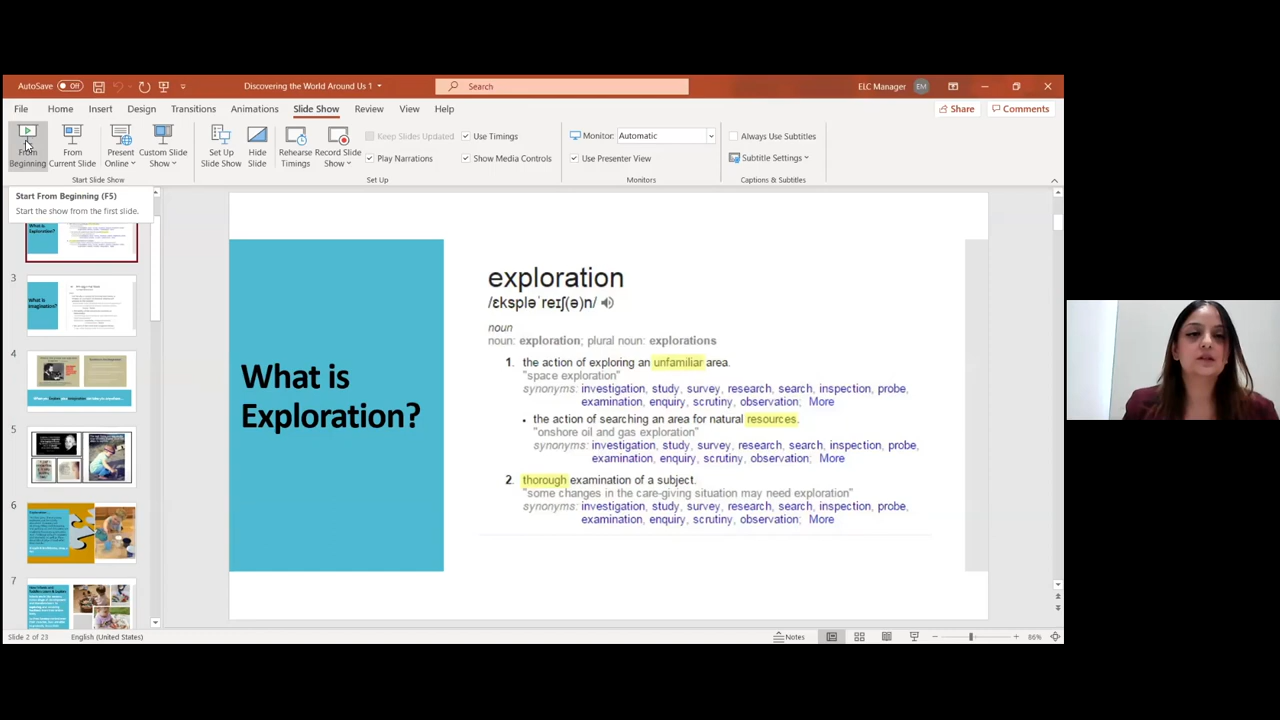 AutoSave Off Discovering the World Around Us 1 Search ELC Manager EM
File Home Insert Design Transitions Animations Slide Show Review View Help Share Comments
From Beginning
From Current Slide
Present Online
Custom Slide Show
Set Up Slide Show
Hide Slide
Rehearse Timings
Record Slide Show
Keep Slides Updated
Play Narrations
Use Timings
Show Media Controls
Monitor: Automatic
Use Presenter View
Always Use Subtitles
Subtitle Settings
Start Slide Show Set Up Monitors Captions & Subtitles
Start From Beginning (F5)
Start the show from the first slide.
What is
Exploration?
3
What is
Imagination?
4
5
6
7
What is
Exploration?
exploration
/ɛkspləˈreɪʃ(ə)n/
noun
noun: exploration; plural noun: explorations
1. the action of exploring an unfamiliar area.
"space exploration"
synonyms: investigation, study, survey, research, search, inspection, probe,
examination, enquiry, scrutiny, observation; More
• the action of searching an area for natural resources.
"onshore oil and gas exploration"
synonyms: investigation, study, survey, research, search, inspection, probe,
examination, enquiry, scrutiny, observation; More
2. thorough examination of a subject.
"some changes in the care-giving situation may need exploration"
synonyms: investigation, study, survey, research, search, inspection, probe,
examination, enquiry, scrutiny, observation; More
Slide 2 of 23 English (United States) Notes 86%